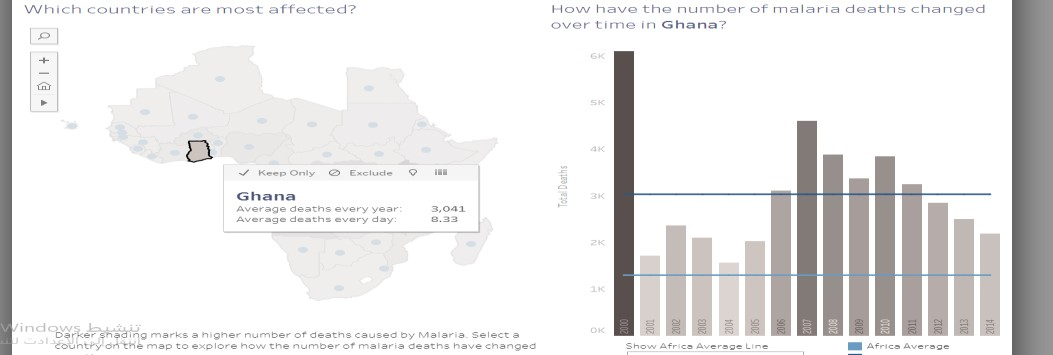 Which countries are most affected?
Keep Only Exclude
Ghana
Average deaths every year: 3,041
Average deaths every day: 8.33
Darker shading marks a higher number of deaths caused by Malaria. Select a
country on the map to explore how the number of malaria deaths have changed
Windows تنشيط
How have the number of malaria deaths changed
over time in Ghana?
Total Deaths
6K
5K
4K
3K
2K
1K
0K
2000 2001 2002 2003 2004 2005 2006 2007 2008 2009 2010 2011 2012 2013 2014
Show Africa Average Line
Africa Average